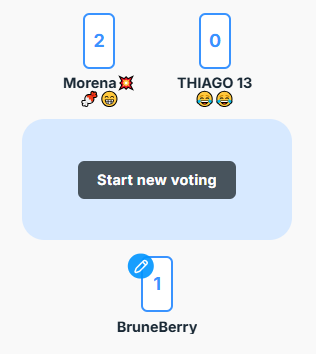 2 0
Morena💥 THIAGO 13
🍖😁 😂😂
Start new voting
1
BruneBerry